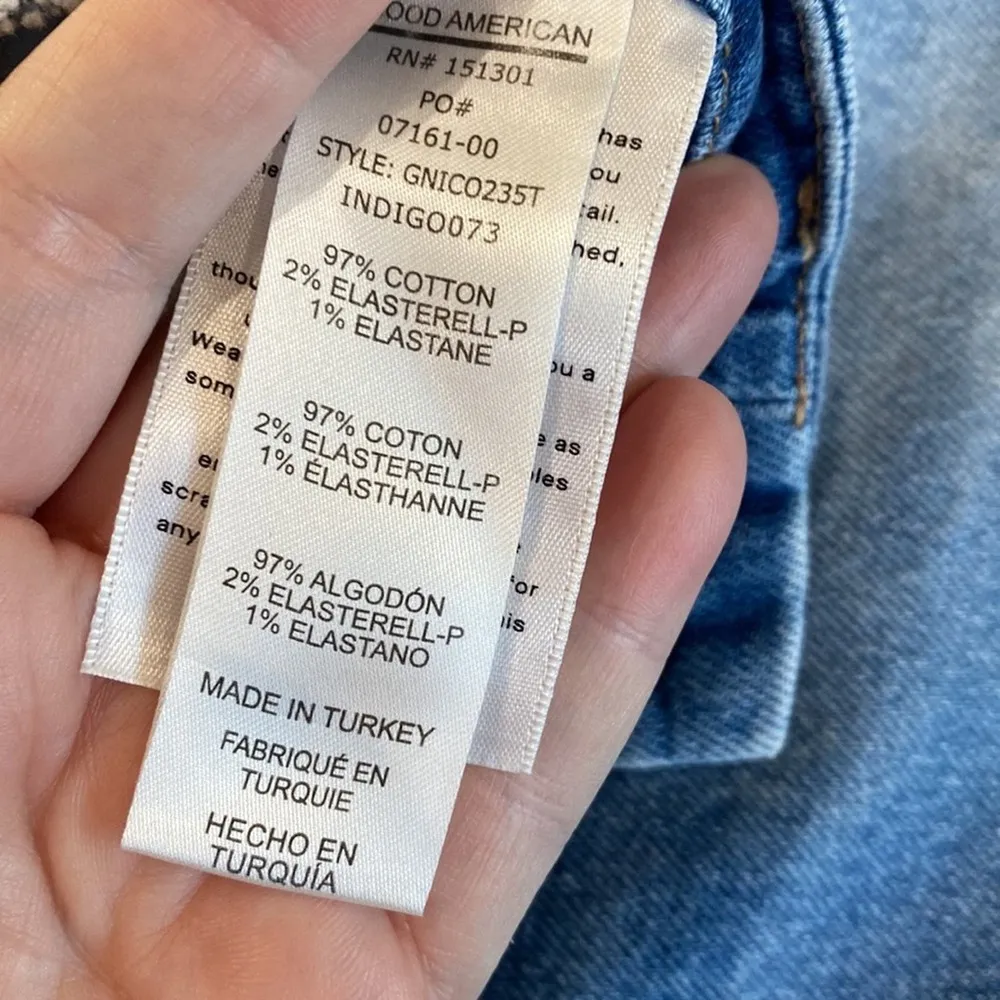 OOD AMERICAN
RN# 151301
PO#
07161-00
STYLE: GNICO235T
INDIGO073
97% COTTON
2% ELASTERELL-P
1% ELASTANE
97% COTON
2% ELASTERELL-P
1% ÉLASTHANNE
97% ALGODÓN
2% ELASTERELL-P
1% ELASTANO
MADE IN TURKEY
FABRIQUÉ EN
TURQUIE
HECHO EN
TURQUÍA
has
ou
ail.
hed,
thou
Wea
ou a
som
e as
les
scra
any
for
is